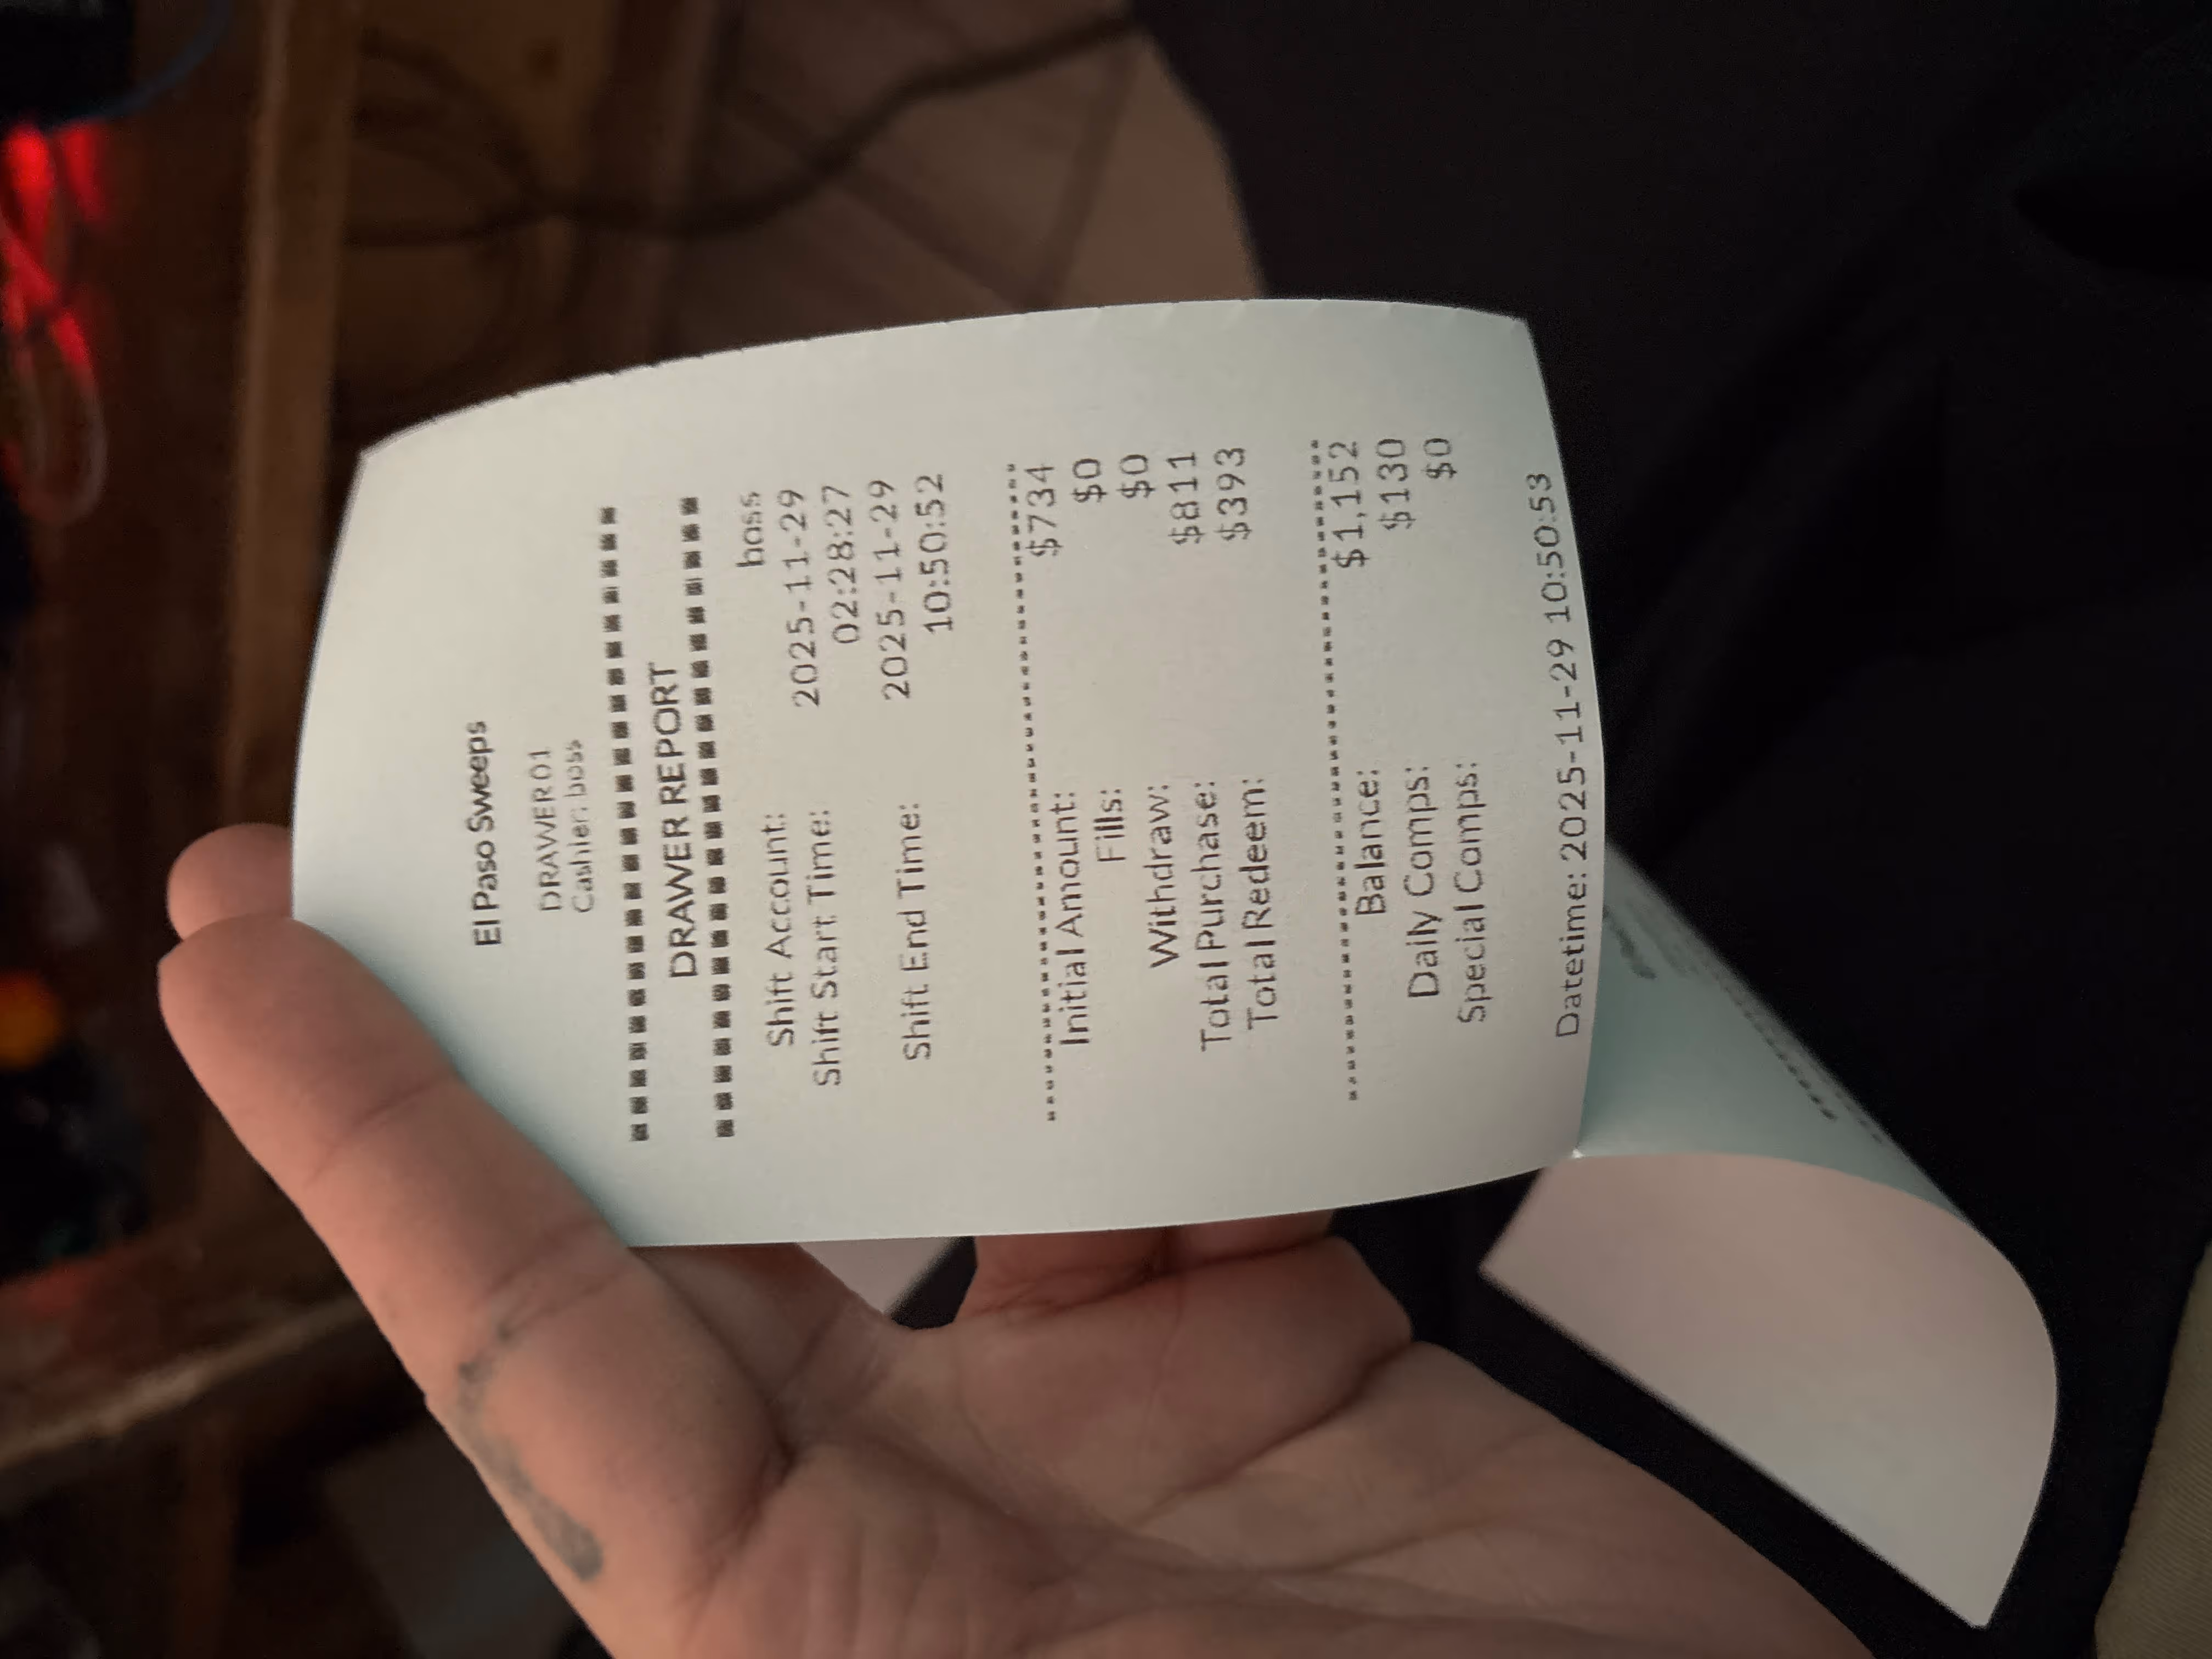 El Paso Sweeps
DRAWER01
Cashier: boss
DRAWER REPORT
Shift Account: boss
Shift Start Time: 2025-11-29
02:28:27
Shift End Time: 2025-11-29
10:50:52
Initial Amount: $734
Fills: $0
Withdraw: $0
Total Purchase: $811
Total Redeem: $393
Balance: $1,152
Daily Comps: $130
Special Comps: $0
Datetime: 2025-11-29 10:50:53